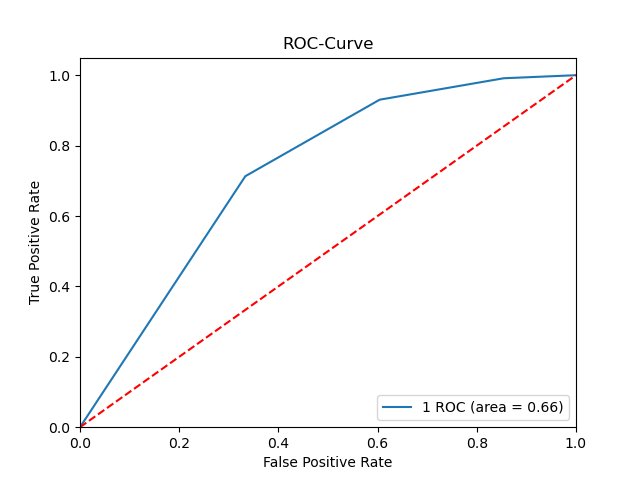 ROC-Curve
1.0
0.8
0.6
0.4
0.2
0.0
True Positive Rate
1 ROC (area = 0.66)
0.0 0.2 0.4 0.6 0.8 1.0
False Positive Rate